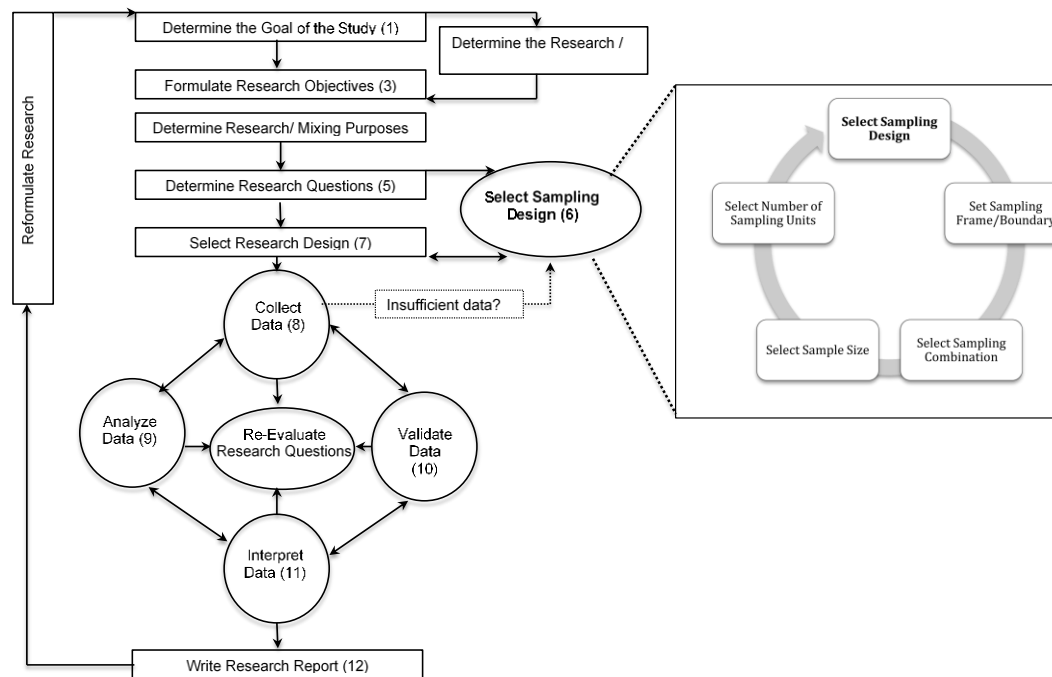 Determine the Goal of the Study (1)
Determine the Research /
Formulate Research Objectives (3)
Determine Research/ Mixing Purposes
Determine Research Questions (5)
Select Sampling
Design (6)
Select Research Design (7)
Reformulate Research
Collect
Data (8)
Insufficient data?
Analyze
Data (9)
Re-Evaluate
Research Questions
Validate
Data
(10)
Interpret
Data (11)
Write Research Report (12)
Select Sampling
Design
Set Sampling
Frame/Boundary
Select Sampling
Combination
Select Sample Size
Select Number of
Sampling Units